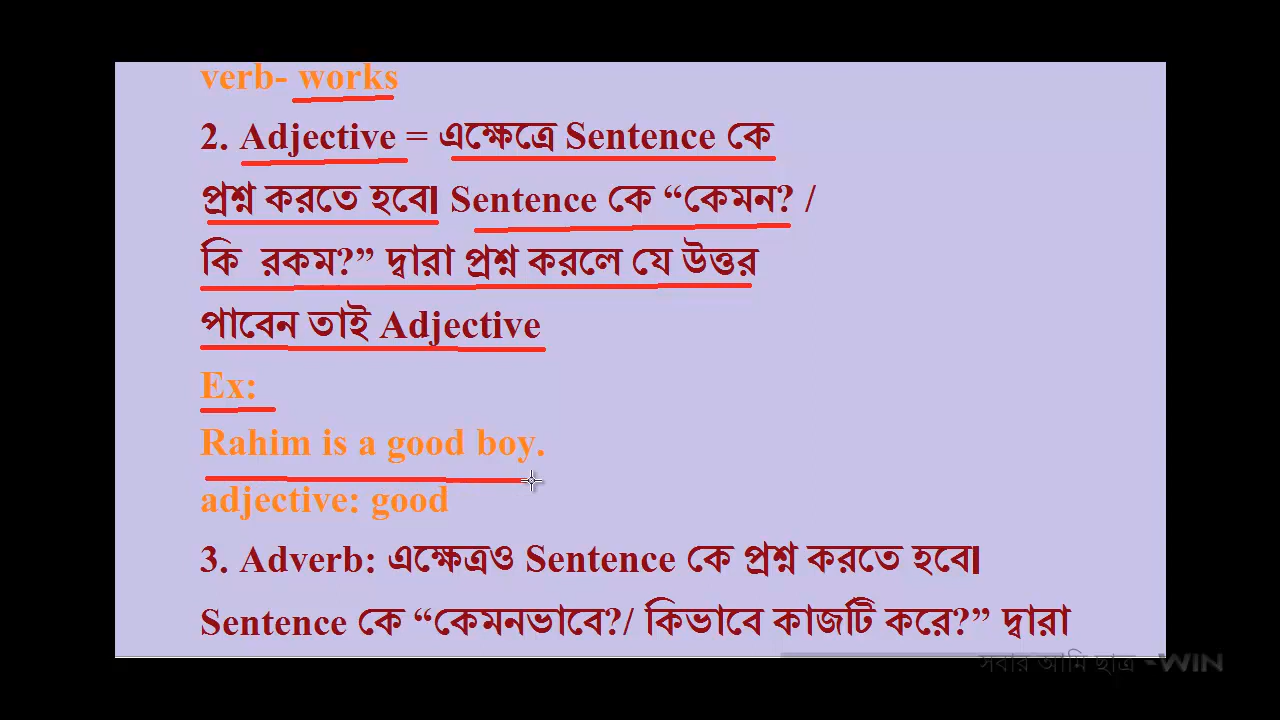 verb- works
2. Adjective = এক্ষেত্রে Sentence কে
প্রশ্ন করতে হবে। Sentence কে “কেমন? /
কি রকম?” দ্বারা প্রশ্ন করলে যে উত্তর
পাবেন তাই Adjective
Ex:
Rahim is a good boy.
adjective: good
3. Adverb: এক্ষেত্রও Sentence কে প্রশ্ন করতে হবে।
Sentence কে “কেমনভাবে?/ কিভাবে কাজটি করে?” দ্বারা
সবার আমি ছাত্র -WIN